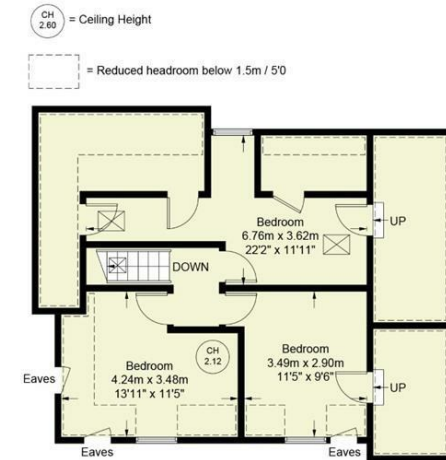 CH
2.60
= Ceiling Height
= Reduced headroom below 1.5m / 5'0
Bedroom
6.76m x 3.62m
22'2" x 11'11"
UP
DOWN
Bedroom
4.24m x 3.48m
13'11" x 11'5"
CH
2.12
Bedroom
3.49m x 2.90m
11'5" x 9'6"
UP
Eaves
Eaves
Eaves